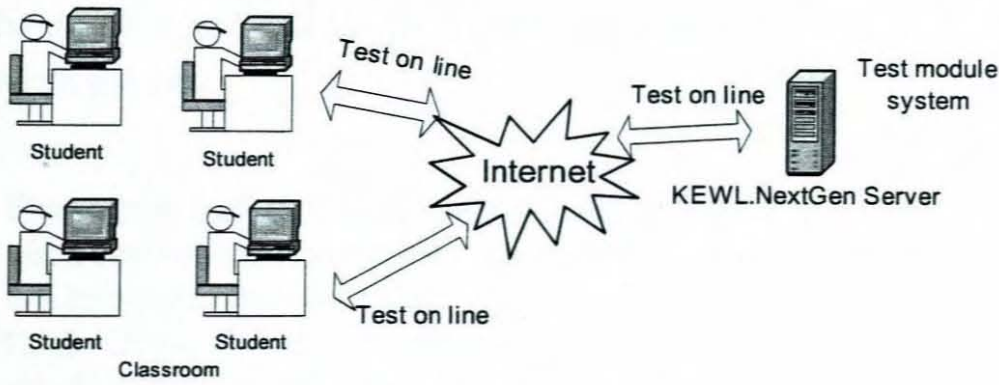 Test on line
Test on line
Test module
system
Student
Student
Internet
KEWL.NextGen Server
Test on line
Student
Student
Classroom